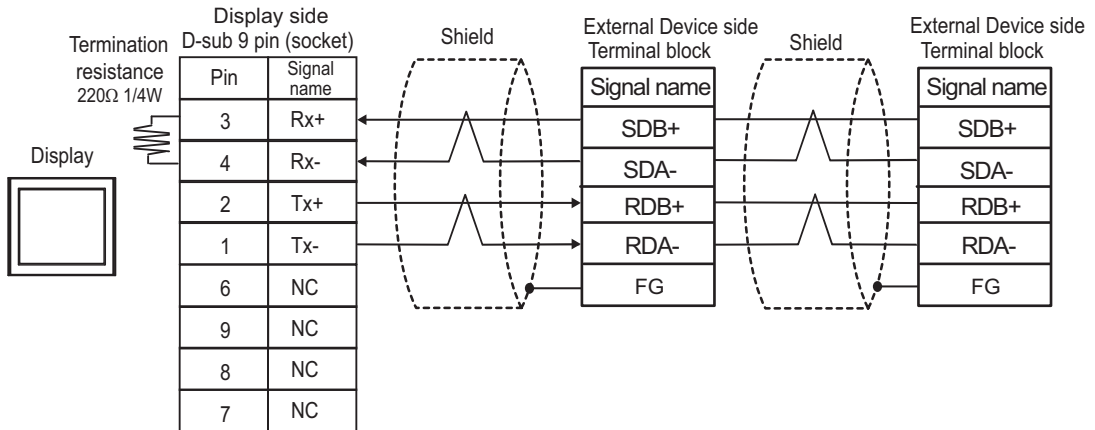 Display side
D-sub 9 pin (socket)
Termination
resistance
220Ω 1/4W
Display
Pin
Signal
name
3
Rx+
4
Rx-
2
Tx+
1
Tx-
6
NC
9
NC
8
NC
7
NC
Shield
External Device side
Terminal block
Signal name
SDB+
SDA-
RDB+
RDA-
FG
Shield
External Device side
Terminal block
Signal name
SDB+
SDA-
RDB+
RDA-
FG